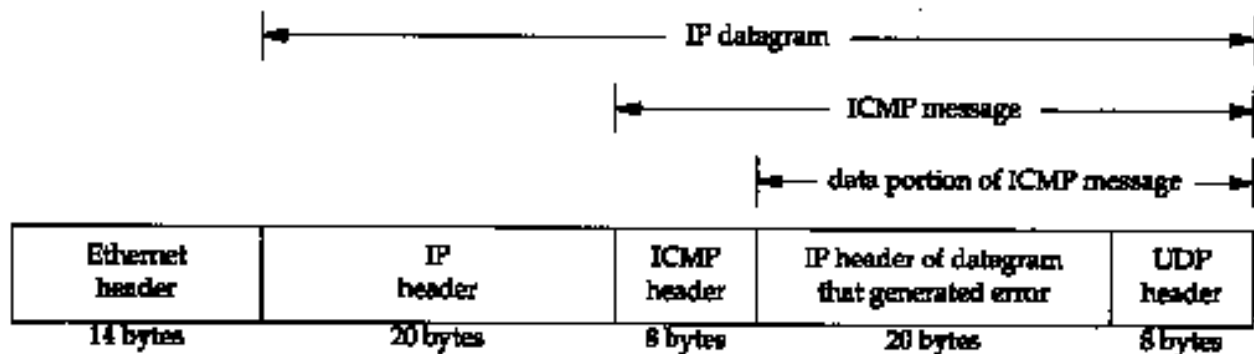 IP datagram
ICMP message
data portion of ICMP message
Ethernet header
IP header
ICMP header
IP header of datagram that generated error
UDP header
14 bytes
20 bytes
8 bytes
20 bytes
8 bytes